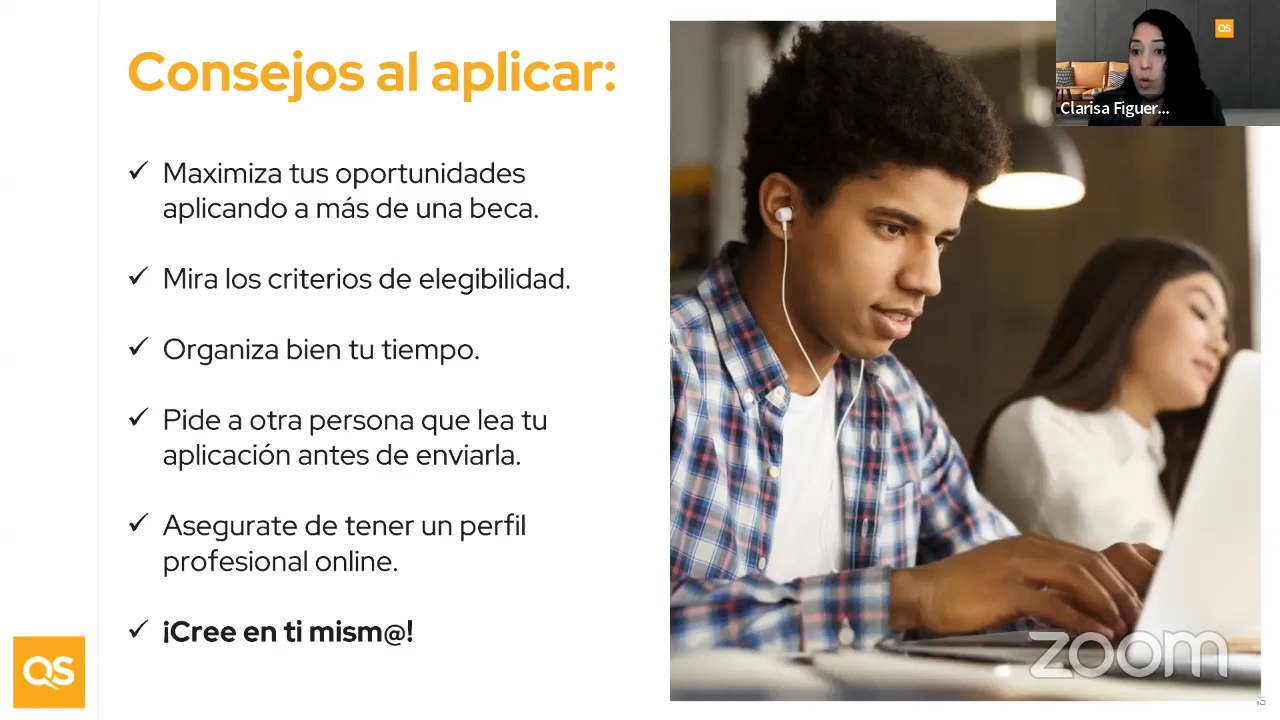 Consejos al aplicar:
✓ Maximiza tus oportunidades
aplicando a más de una beca.
✓ Mira los criterios de elegibilidad.
✓ Organiza bien tu tiempo.
✓ Pide a otra persona que lea tu
aplicación antes de enviarla.
✓ Asegurate de tener un perfil
profesional online.
✓ ¡Cree en ti mism@!
QS
QS
Clarisa Figuer...
zoom
15